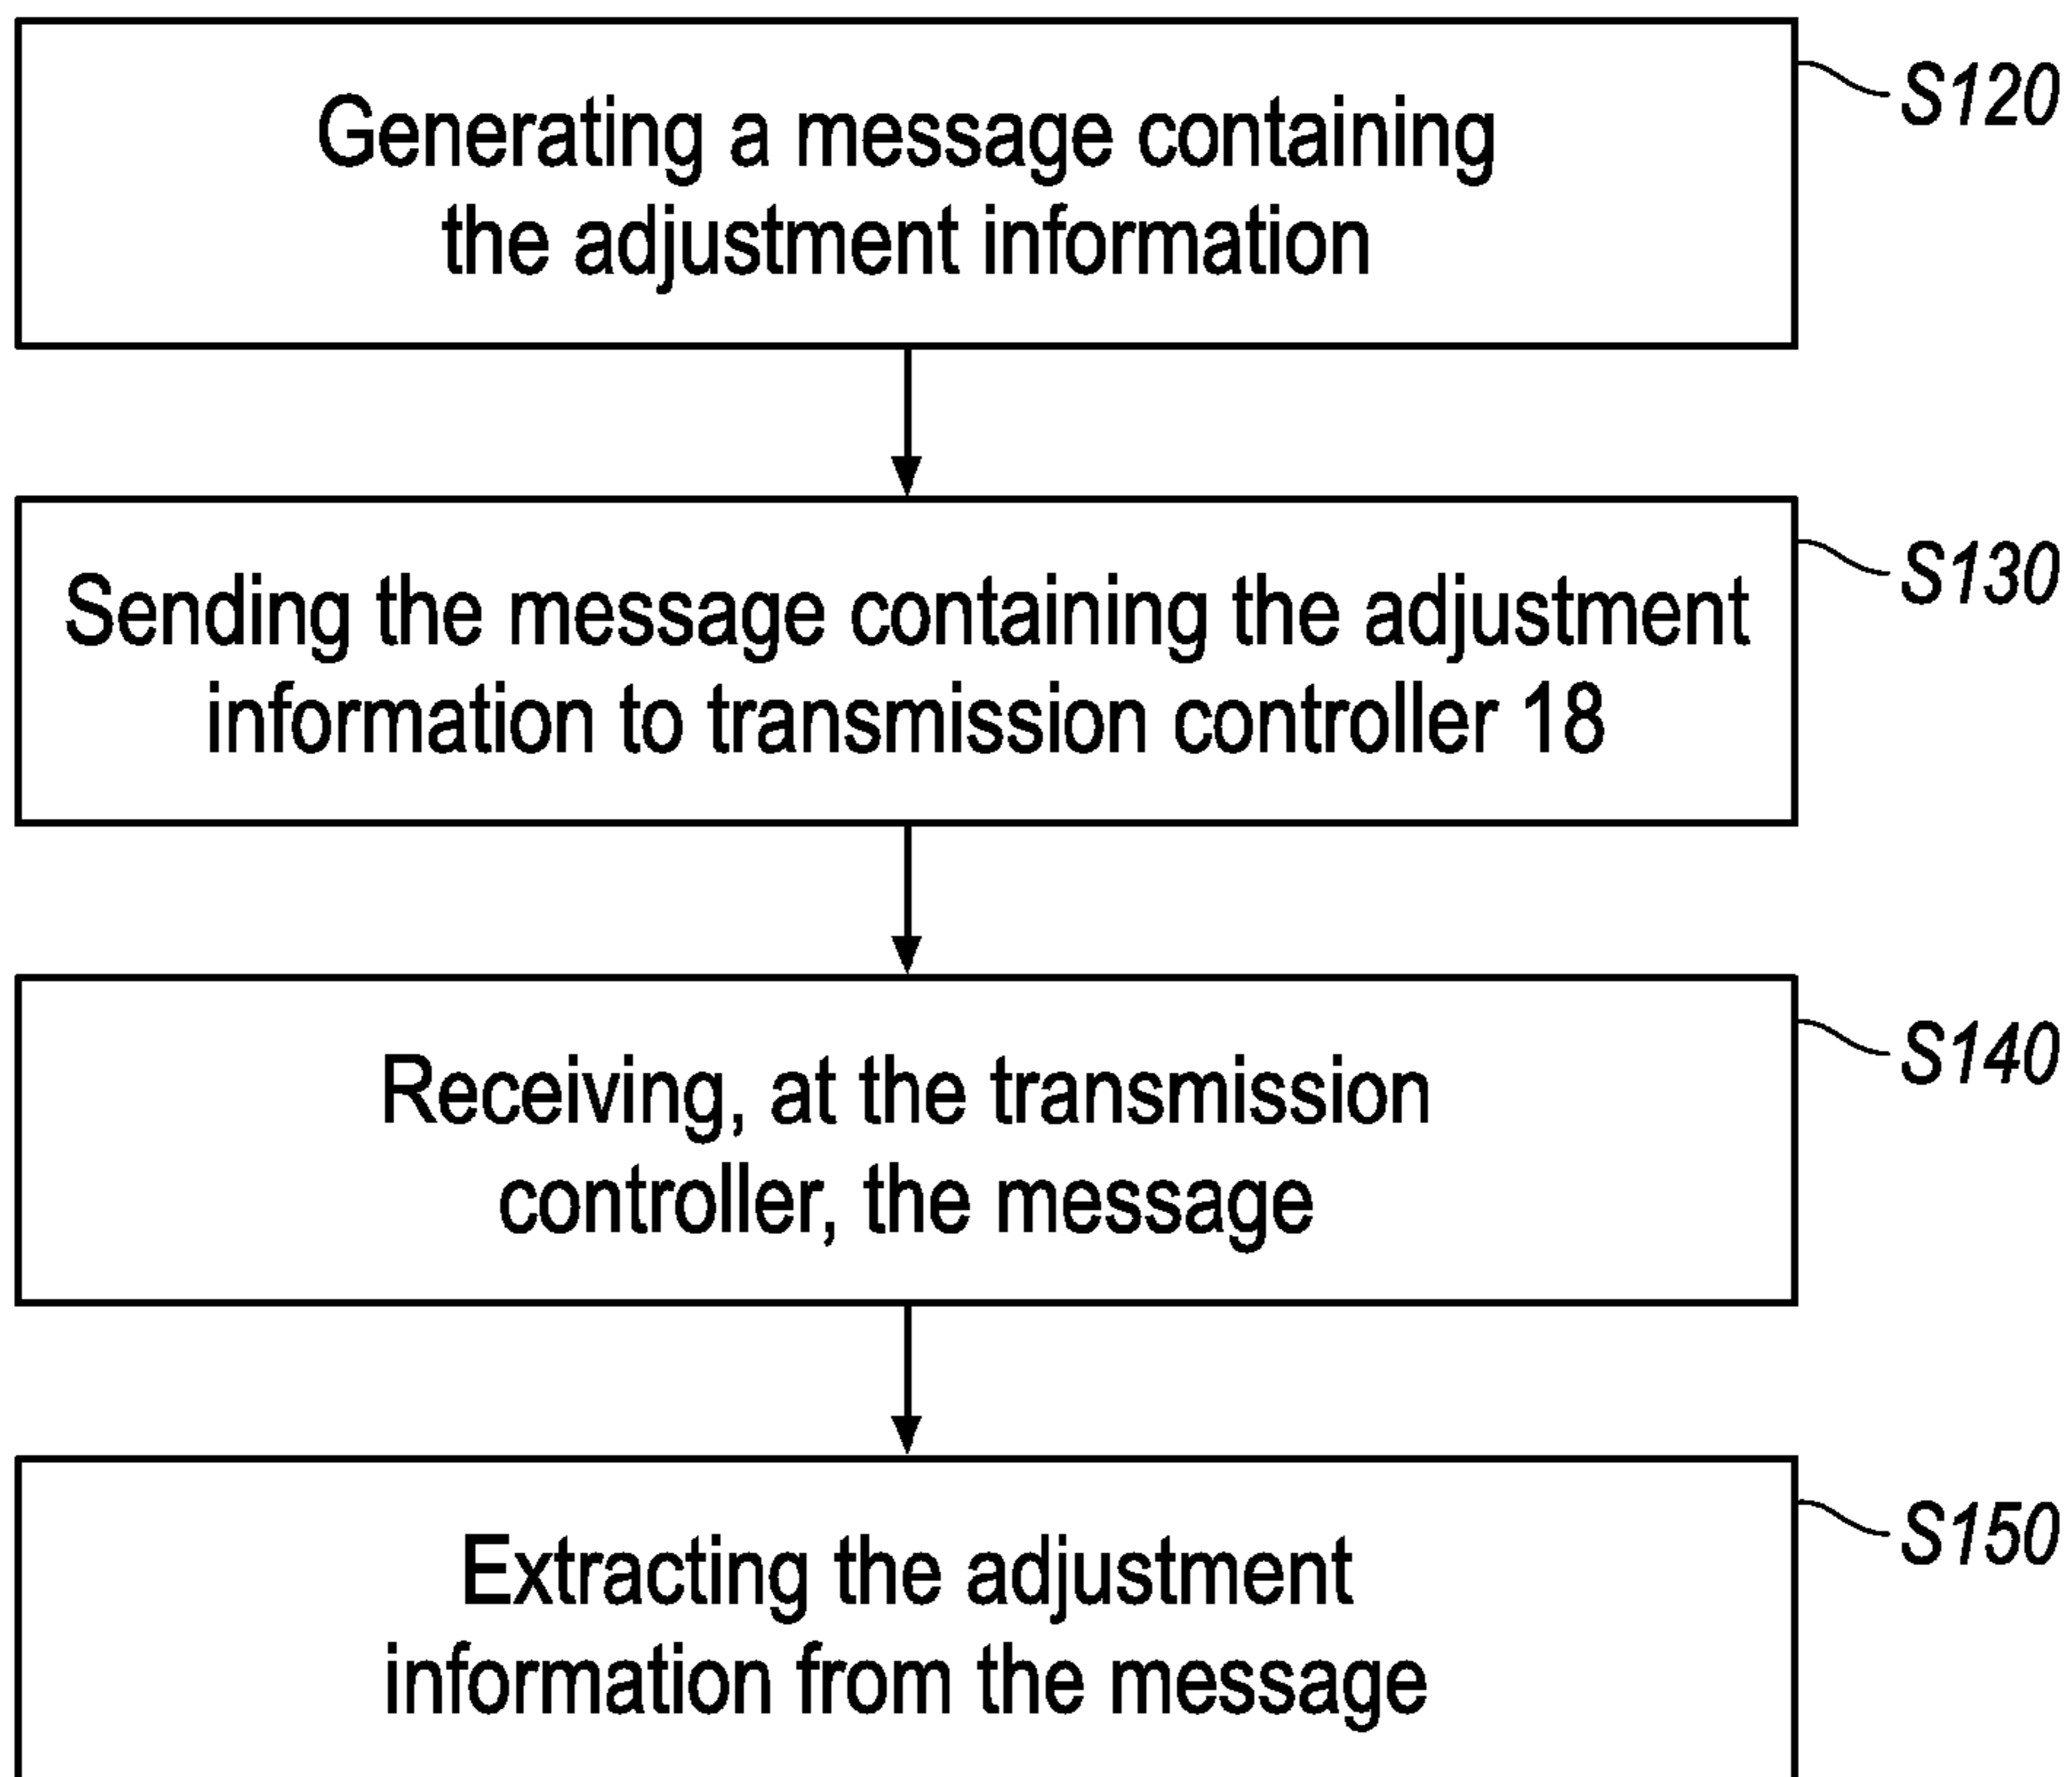 Generating a message containing
the adjustment information
S120
Sending the message containing the adjustment
information to transmission controller 18
S130
Receiving, at the transmission
controller, the message
S140
Extracting the adjustment
information from the message
S150